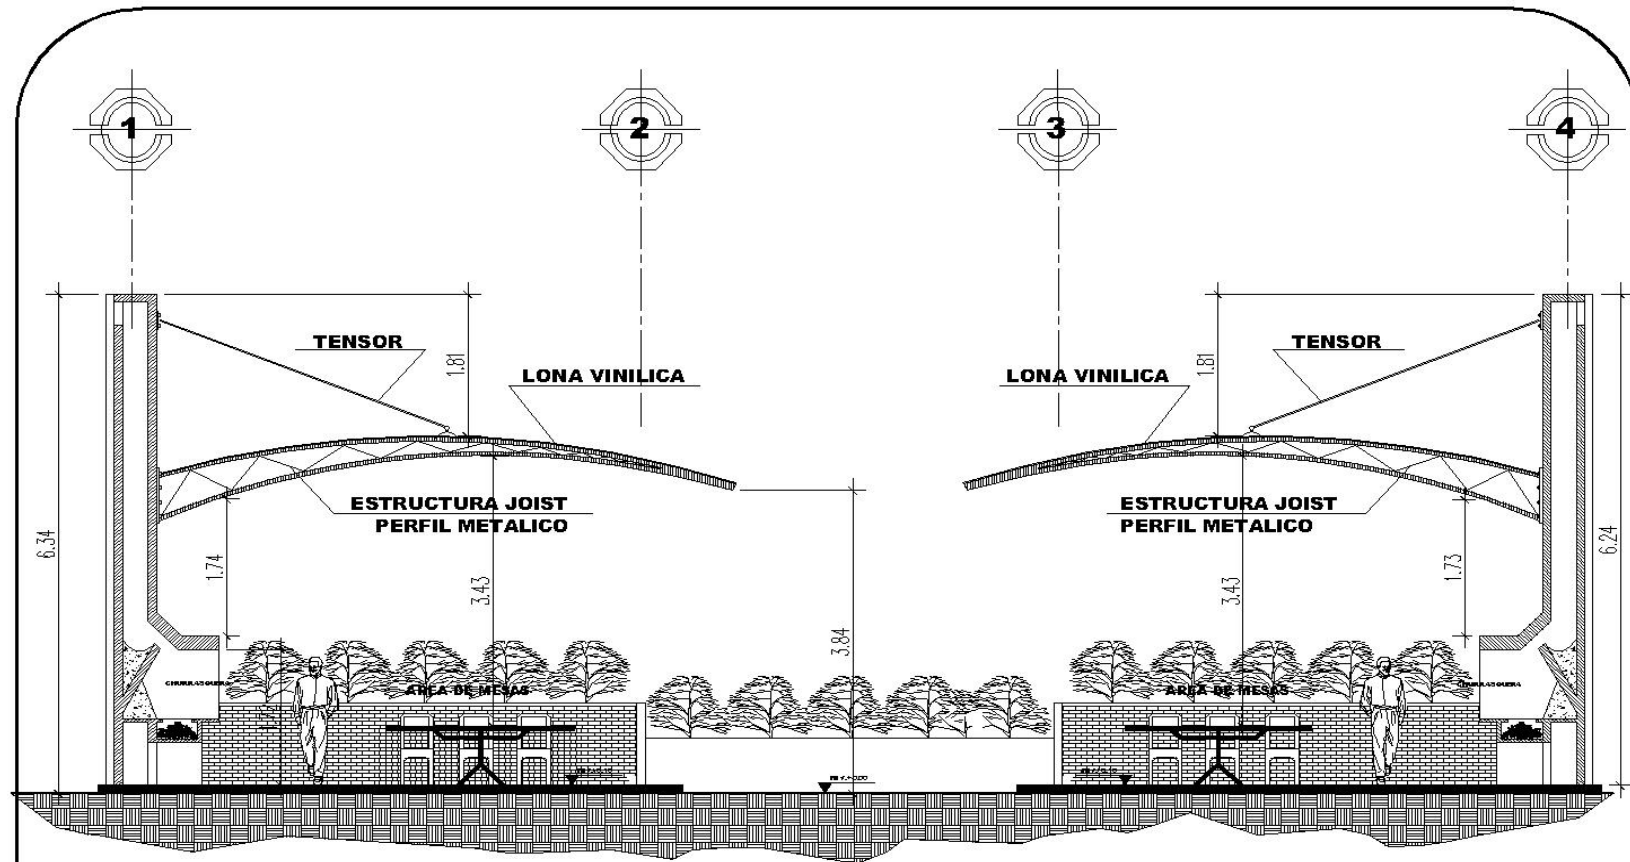 1
2
3
4
TENSOR
TENSOR
1.81
1.81
LONA VINILICA
LONA VINILICA
ESTRUCTURA JOIST
PERFIL METALICO
ESTRUCTURA JOIST
PERFIL METALICO
6.34
6.24
1.74
3.43
3.84
3.43
1.73
CHURRASQUERA
AREA DE MESAS
AREA DE MESAS
CHURRASQUERA